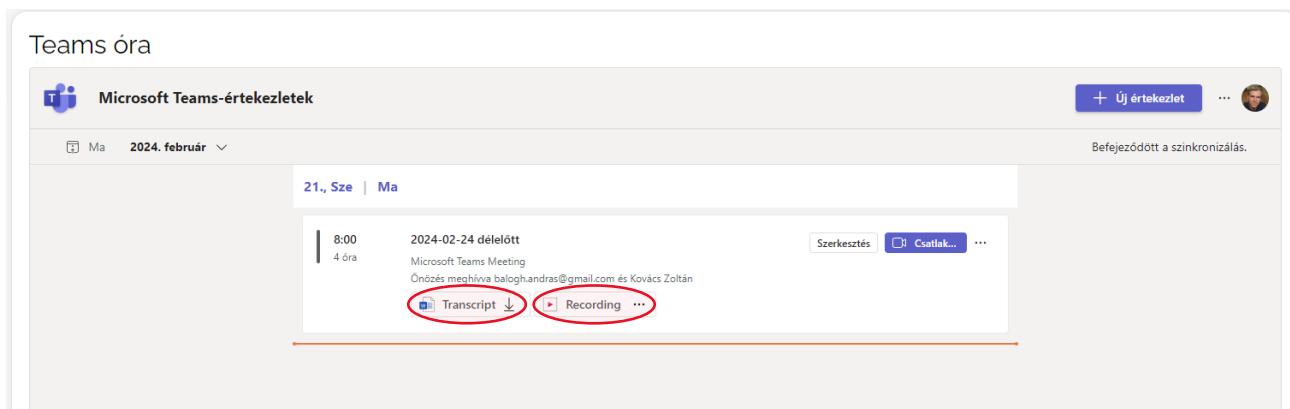 Teams óra
Microsoft Teams-értekezletek
+ Új értekezlet ...
Ma 2024. február
Befejeződött a szinkronizálás.
21., Sze | Ma
8:00 2024-02-24 délelőtt
Szerkesztés Csatlak... ...
4 óra Microsoft Teams Meeting
Önözés meghívva balogh.andras@gmail.com és Kovács Zoltán
Transcript Recording ...